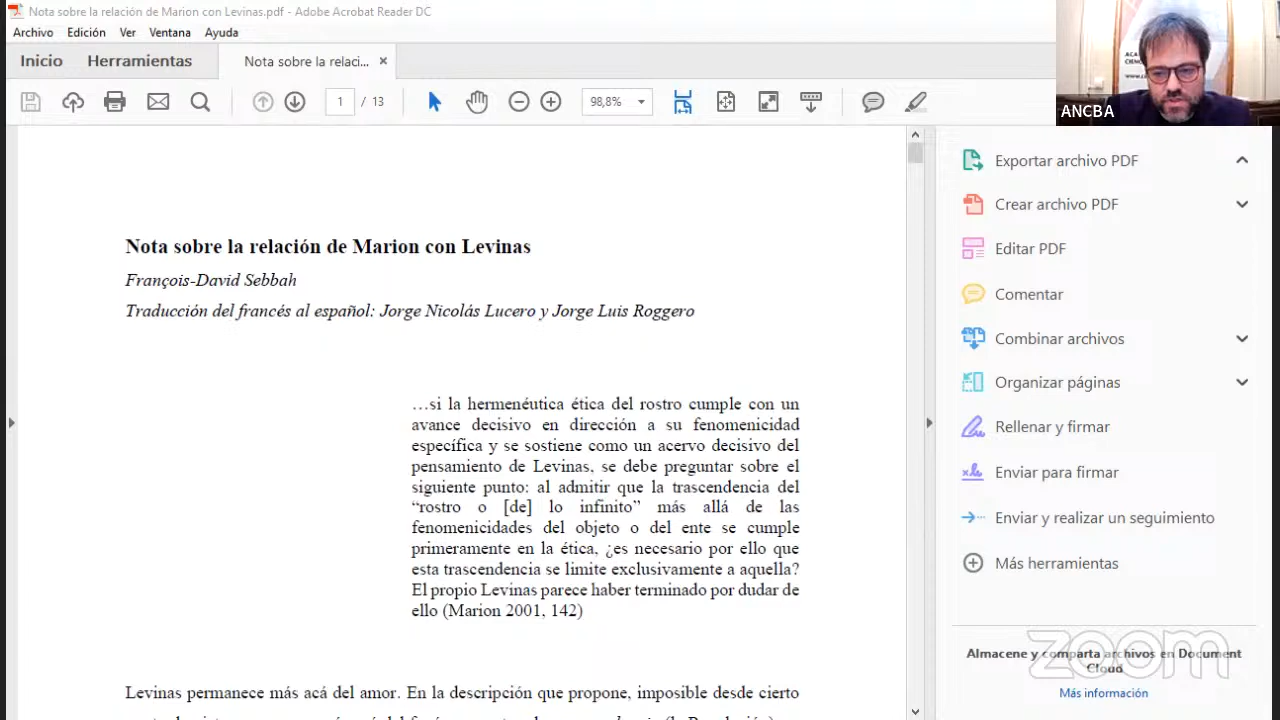 Nota sobre la relación de Marion con Levinas.pdf - Adobe Acrobat Reader DC
Archivo Edición Ver Ventana Ayuda
Inicio Herramientas Nota sobre la relaci... ×
1 / 13 98,8%
ANCBA
Nota sobre la relación de Marion con Levinas
François-David Sebbah
Traducción del francés al español: Jorge Nicolás Lucero y Jorge Luis Roggero
…si la hermenéutica ética del rostro cumple con un
avance decisivo en dirección a su fenomenicidad
específica y se sostiene como un acervo decisivo del
pensamiento de Levinas, se debe preguntar sobre el
siguiente punto: al admitir que la trascendencia del
“rostro o [de] lo infinito” más allá de las
fenomenicidades del objeto o del ente se cumple
primeramente en la ética, ¿es necesario por ello que
esta trascendencia se limite exclusivamente a aquella?
El propio Levinas parece haber terminado por dudar de
ello (Marion 2001, 142)
Levinas permanece más acá del amor. En la descripción que propone, imposible desde cierto
Exportar archivo PDF
Crear archivo PDF
Editar PDF
Comentar
Combinar archivos
Organizar páginas
Rellenar y firmar
Enviar para firmar
Enviar y realizar un seguimiento
Más herramientas
Almacene y comparta archivos en Document
Cloud
Más información
zoom